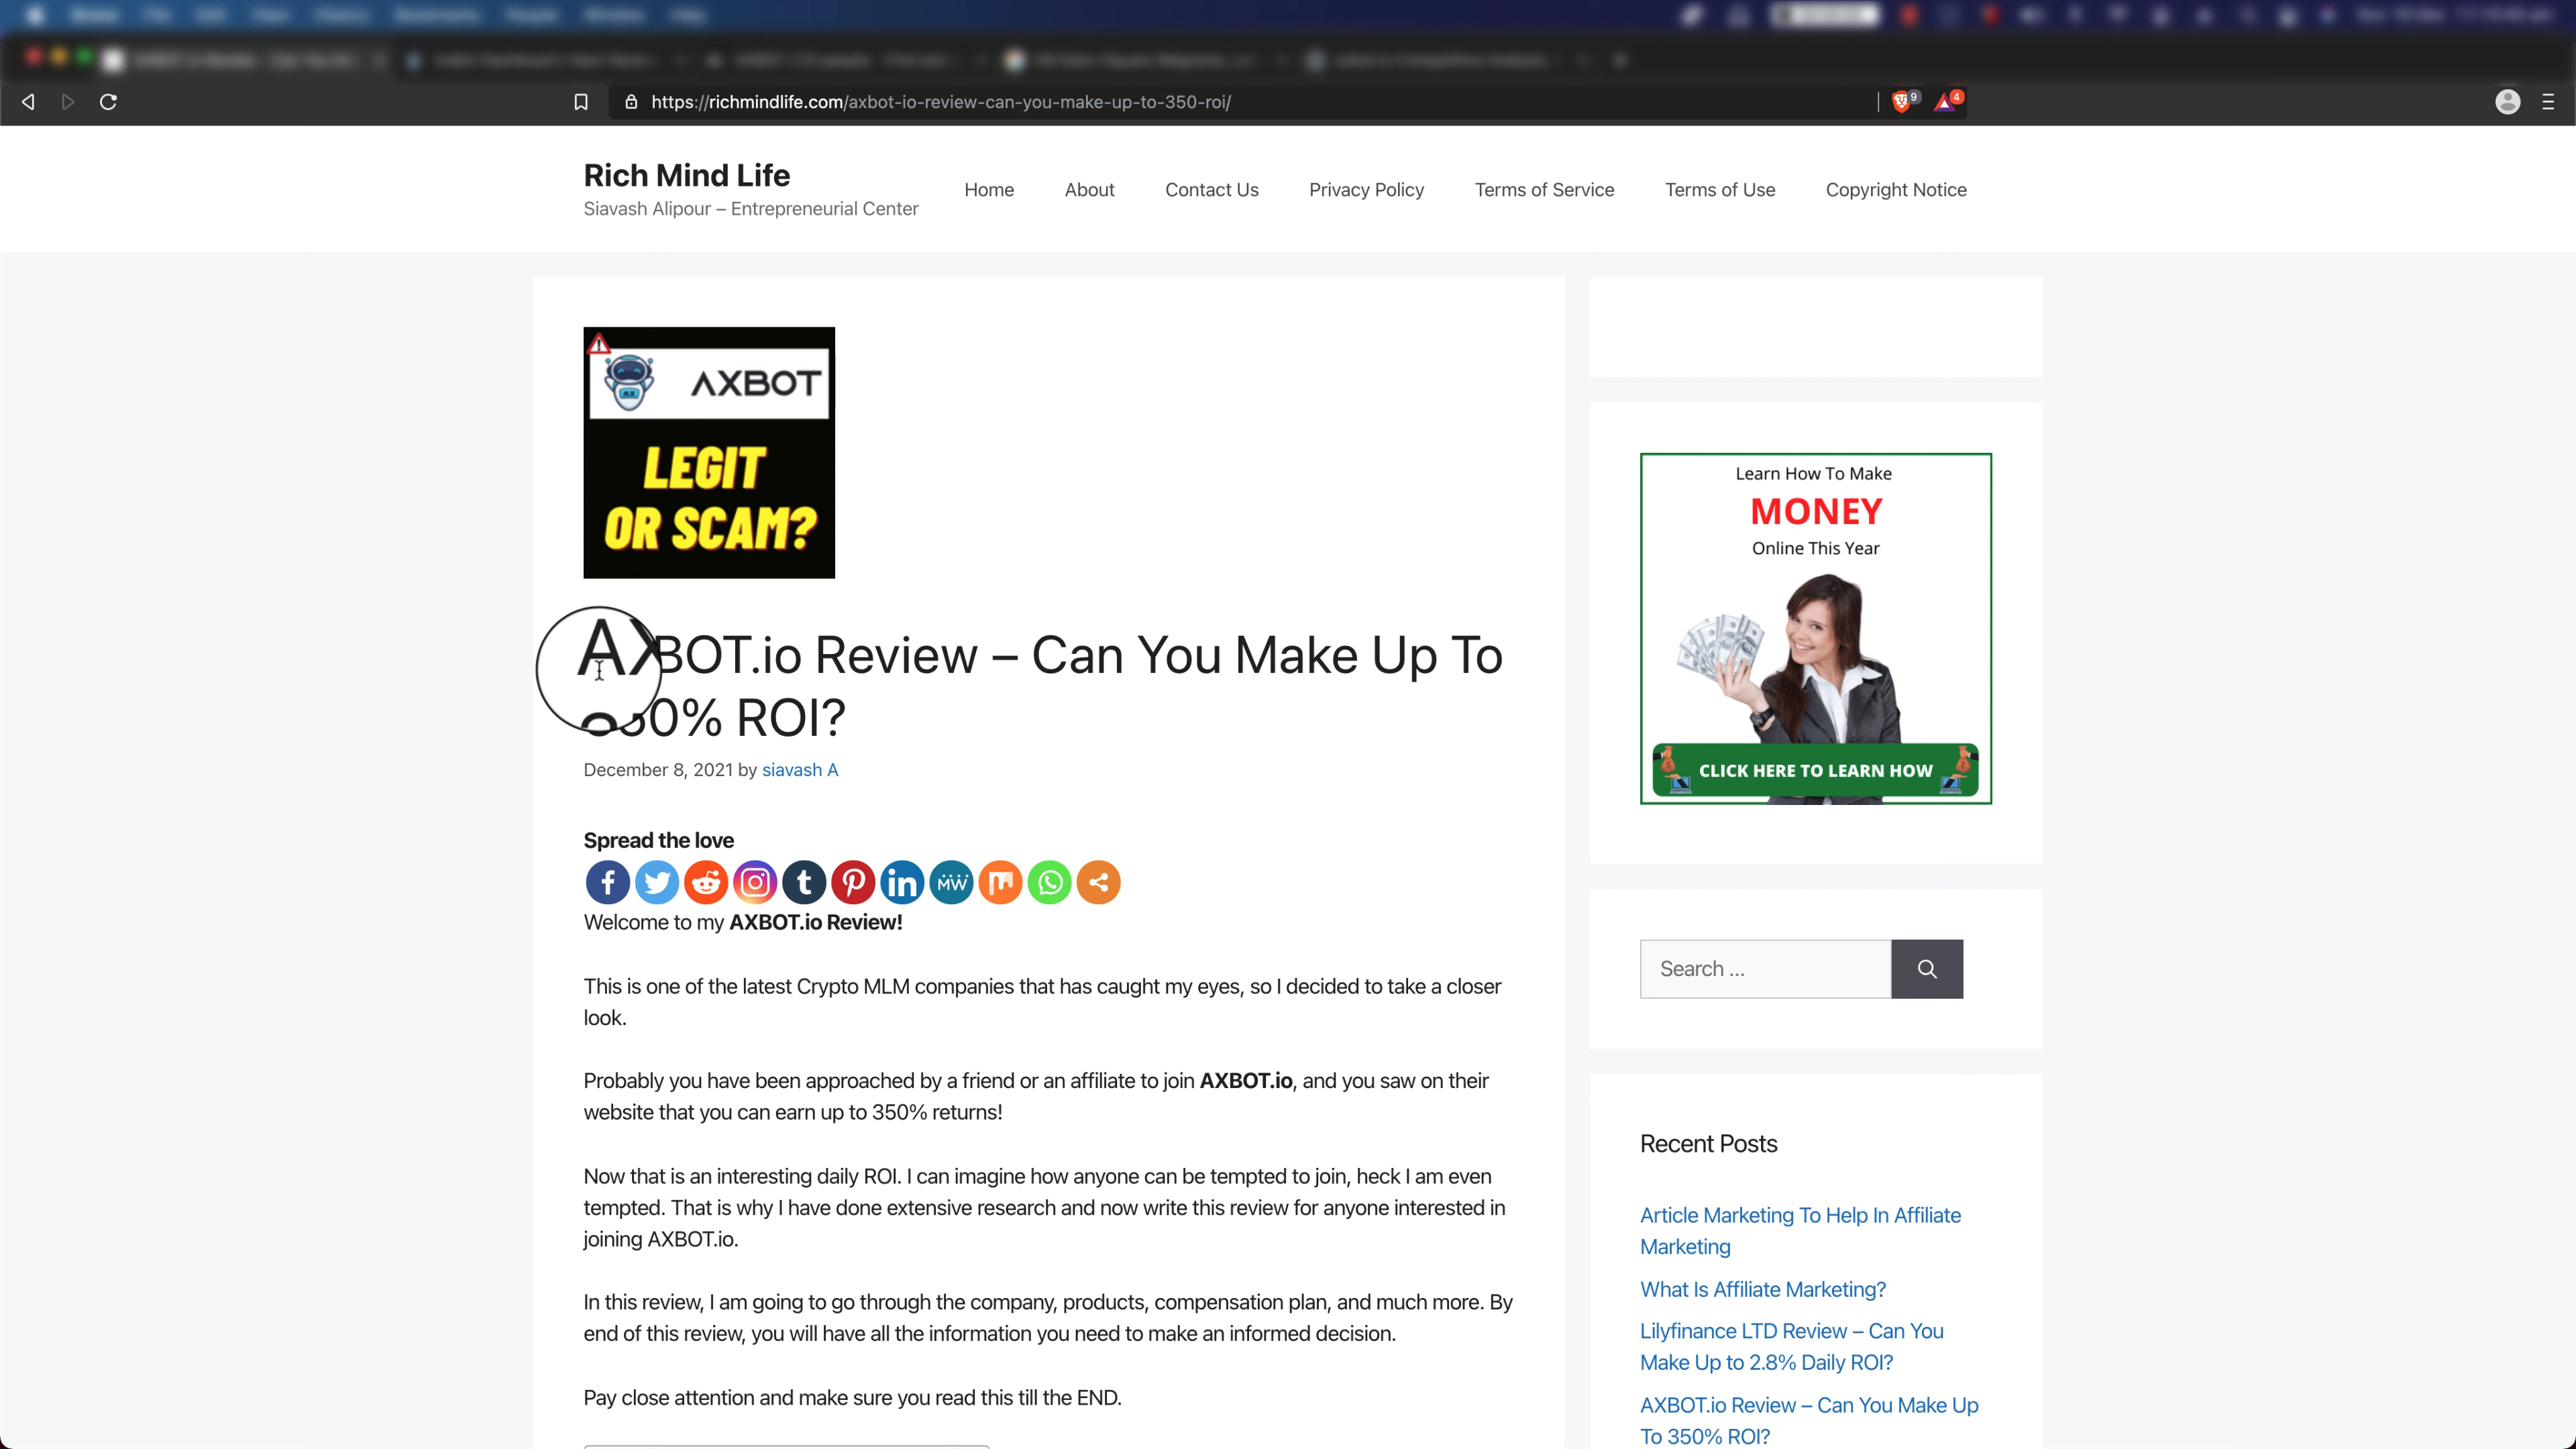 https://richmindlife.com/axbot-io-review-can-you-make-up-to-350-roi/
9
4
Rich Mind Life
Siavash Alipour – Entrepreneurial Center
Home
About
Contact Us
Privacy Policy
Terms of Service
Terms of Use
Copyright Notice
AXBOT
LEGIT
OR SCAM?
AXBOT.io Review – Can You Make Up To
350% ROI?
December 8, 2021 by siavash A
Spread the love
Welcome to my AXBOT.io Review!
This is one of the latest Crypto MLM companies that has caught my eyes, so I decided to take a closer
look.
Probably you have been approached by a friend or an affiliate to join AXBOT.io, and you saw on their
website that you can earn up to 350% returns!
Now that is an interesting daily ROI. I can imagine how anyone can be tempted to join, heck I am even
tempted. That is why I have done extensive research and now write this review for anyone interested in
joining AXBOT.io.
In this review, I am going to go through the company, products, compensation plan, and much more. By
end of this review, you will have all the information you need to make an informed decision.
Pay close attention and make sure you read this till the END.
Learn How To Make
MONEY
Online This Year
CLICK HERE TO LEARN HOW
Search ...
Recent Posts
Article Marketing To Help In Affiliate
Marketing
What Is Affiliate Marketing?
Lilyfinance LTD Review – Can You
Make Up to 2.8% Daily ROI?
AXBOT.io Review – Can You Make Up
To 350% ROI?